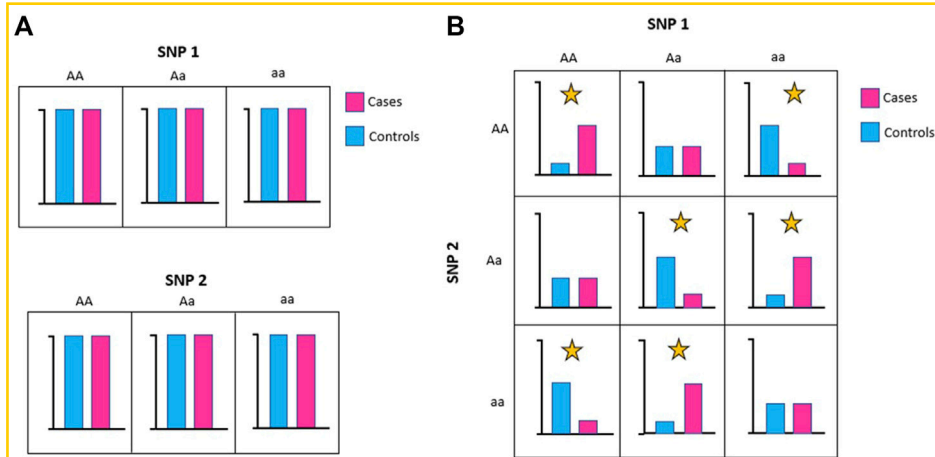 A
SNP 1
AA Aa aa
Cases
Controls
SNP 2
AA Aa aa
B
SNP 1
AA Aa aa
Cases
Controls
SNP 2
AA
Aa
aa